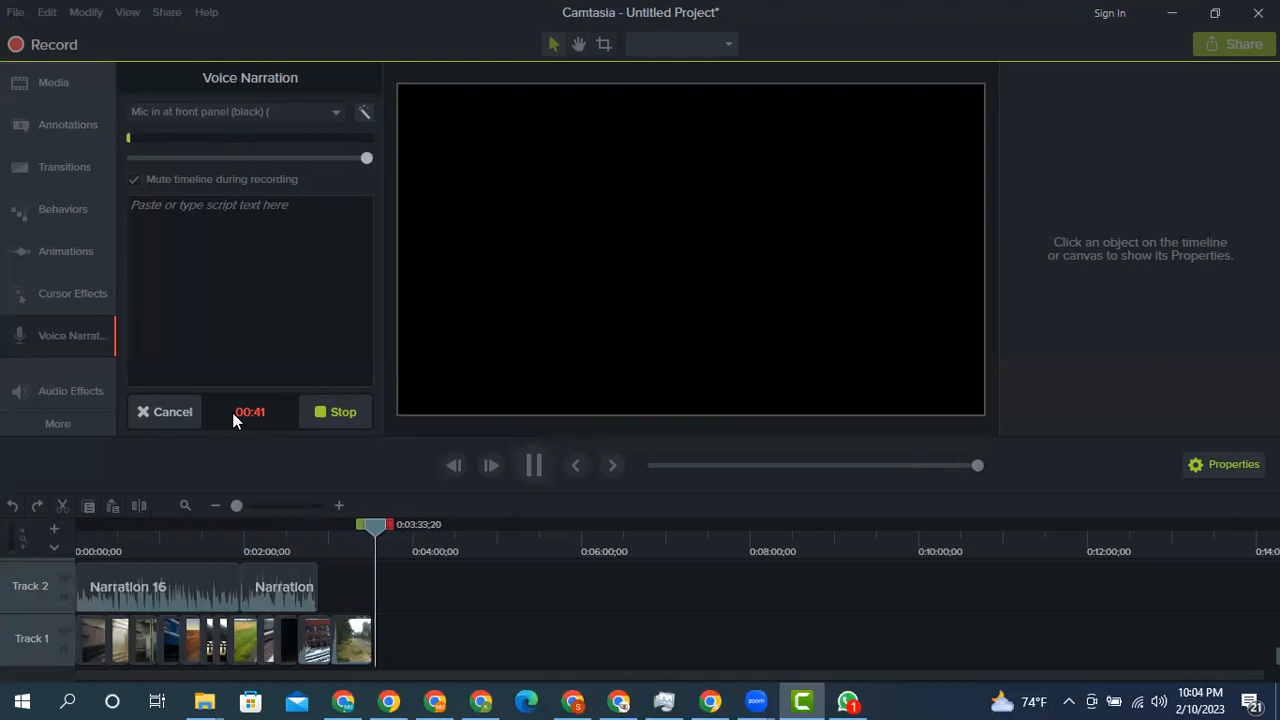 File Edit Modify View Share Help
Camtasia - Untitled Project*
Sign In
Record
Share
Media
Annotations
Transitions
Behaviors
Animations
Cursor Effects
Voice Narrat...
Audio Effects
More
Voice Narration
Mic in at front panel (black) (
Mute timeline during recording
Paste or type script text here
Cancel
00:41
Stop
Click an object on the timeline
or canvas to show its Properties.
Properties
0:03:33;20
0:00:00;00 0:02:00;00 0:04:00;00 0:06:00;00 0:08:00;00 0:10:00;00 0:12:00;00 0:14:0
Track 2
Narration 16
Narration
Track 1
74°F
10:04 PM
2/10/2023
21